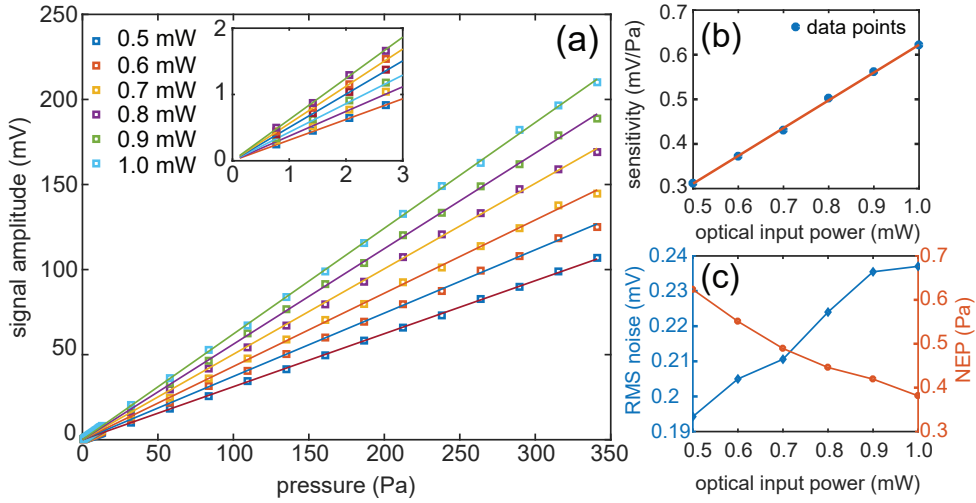 (a)
signal amplitude (mV)
250
200
150
100
50
0
0 50 100 150 200 250 300 350
pressure (Pa)
0.5 mW
0.6 mW
0.7 mW
0.8 mW
0.9 mW
1.0 mW
2
1
0
0 1 2 3
(b)
data points
sensitivity (mV/Pa)
0.7
0.6
0.5
0.4
0.3
0.5 0.6 0.7 0.8 0.9 1.0
optical input power (mW)
(c)
RMS noise (mV)
0.24
0.23
0.22
0.21
0.20
0.19
0.7
0.6
0.5
0.4
0.3
NEP (Pa)
0.5 0.6 0.7 0.8 0.9 1.0
optical input power (mW)